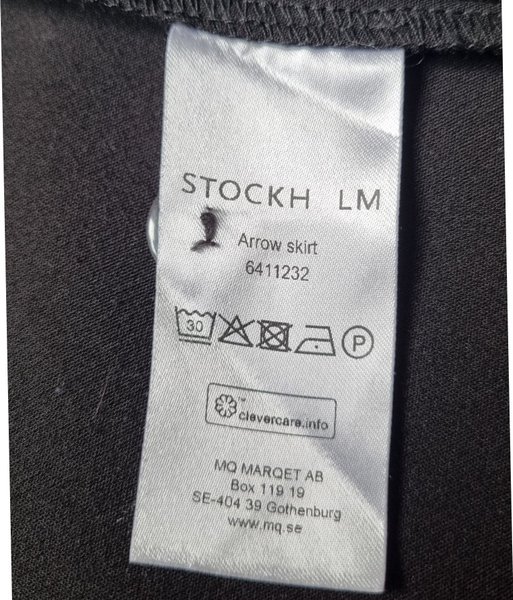 STOCKH LM
Arrow skirt
6411232
30
P
clevercare.info
MQ MARQET AB
Box 119 19
SE-404 39 Gothenburg
www.mq.se